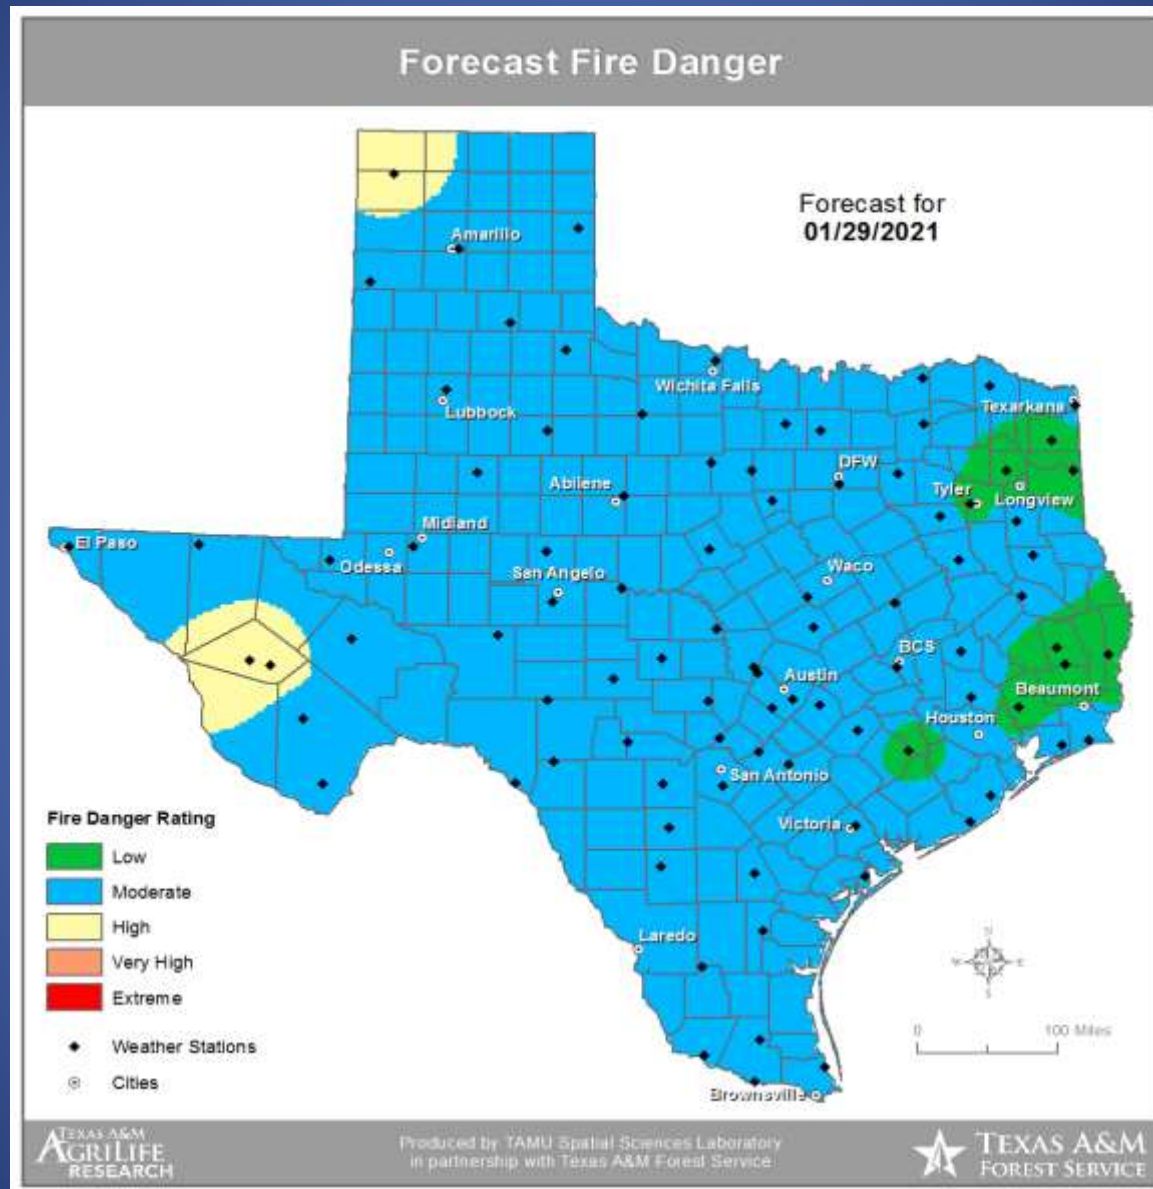 Forecast Fire Danger
Forecast for
01/29/2021
Amarillo
Wichita Falls
Lubbock
Texarkana
DFW
Abilene
Tyler
Longview
Midland
El Paso
Odessa
San Angelo
Waco
BCS
Austin
Beaumont
Houston
San Antonio
Victoria
Laredo
Brownsville
Fire Danger Rating
Low
Moderate
High
Very High
Extreme
Weather Stations
Cities
N
W E
S
0 100 Miles
TEXAS A&M
AGRILIFE
RESEARCH
Produced by TAMU Spatial Sciences Laboratory
in partnership with Texas A&M Forest Service
TEXAS A&M
FOREST SERVICE